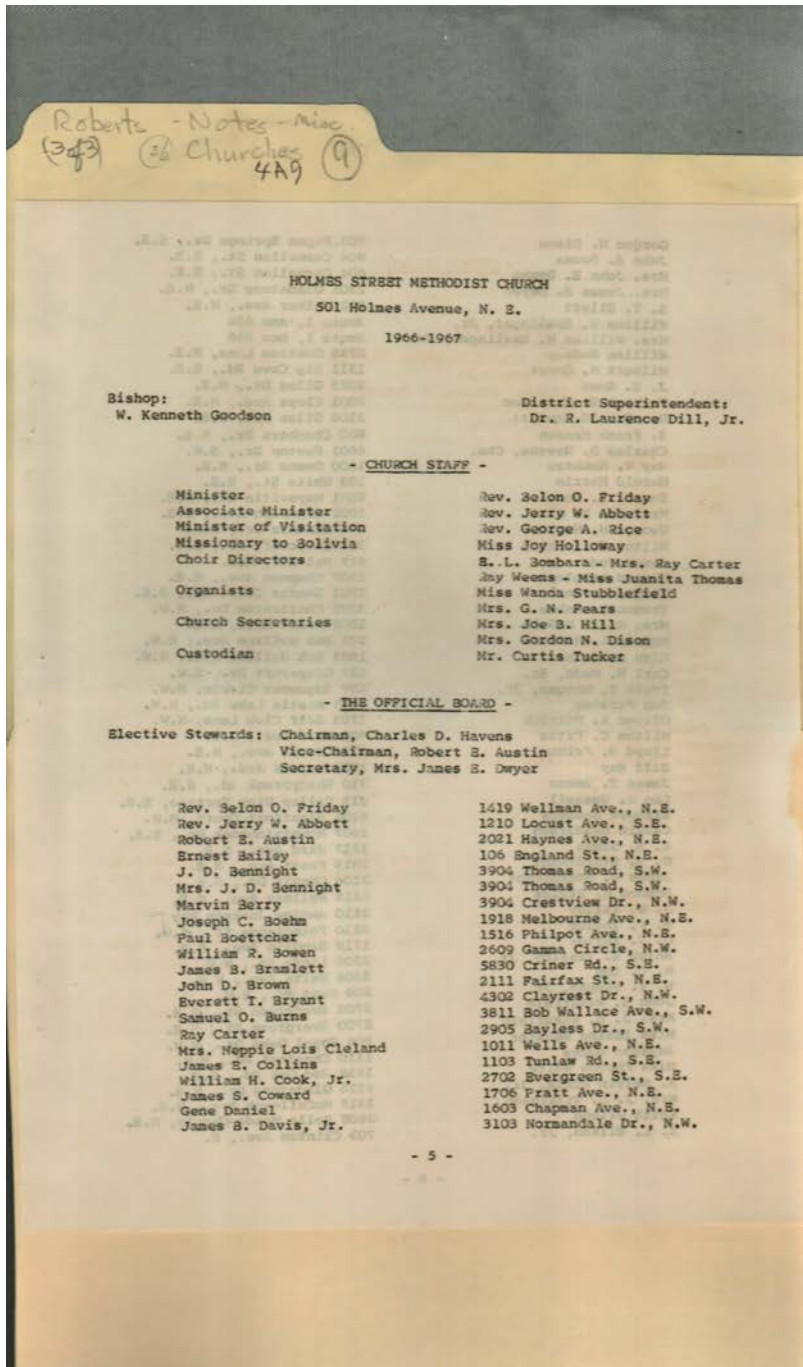 Roberts - Notes - Misc.
(3 of 3) Churches 9
4A9
HOLMES STREET METHODIST CHURCH
501 Holmes Avenue, N. E.
1966-1967
Bishop: District Superintendent:
W. Kenneth Goodson Dr. R. Laurence Dill, Jr.
- CHURCH STAFF -
Minister Rev. Belon O. Friday
Associate Minister Rev. Jerry W. Abbett
Minister of Visitation Rev. George A. Rice
Missionary to Bolivia Miss Joy Holloway
Choir Directors B. L. Bombara - Mrs. Ray Carter
Ray Weems - Miss Juanita Thomas
Organists Miss Wanda Stubblefield
Mrs. G. N. Fears
Church Secretaries Mrs. Joe B. Hill
Mrs. Gordon N. Dison
Custodian Mr. Curtis Tucker
- THE OFFICIAL BOARD -
Elective Stewards: Chairman, Charles D. Havens
Vice-Chairman, Robert E. Austin
Secretary, Mrs. James E. Dwyer
Rev. Belon O. Friday 1419 Wellman Ave., N.E.
Rev. Jerry W. Abbett 1210 Locust Ave., S.E.
Robert E. Austin 2021 Haynes Ave., N.E.
Ernest Bailey 106 England St., N.E.
J. D. Bennight 3904 Thomas Road, S.W.
Mrs. J. D. Bennight 3904 Thomas Road, S.W.
Marvin Berry 3904 Crestview Dr., N.W.
Joseph C. Boehm 1918 Melbourne Ave., N.E.
Paul Boettcher 1516 Philpot Ave., N.E.
William R. Bowen 2609 Gamma Circle, N.W.
James B. Bramlett 5830 Criner Rd., S.E.
John D. Brown 2111 Fairfax St., N.E.
Everett T. Bryant 4302 Clayrest Dr., N.W.
Samuel O. Burns 3811 Bob Wallace Ave., S.W.
Ray Carter 2905 Bayless Dr., S.W.
Mrs. Neppie Lois Cleland 1011 Wells Ave., N.E.
James E. Collins 1103 Tunlaw Rd., S.E.
William H. Cook, Jr. 2702 Evergreen St., S.E.
James S. Coward 1706 Pratt Ave., N.E.
Gene Daniel 1603 Chapman Ave., N.E.
James B. Davis, Jr. 3103 Normandale Dr., N.W.
- 5 -